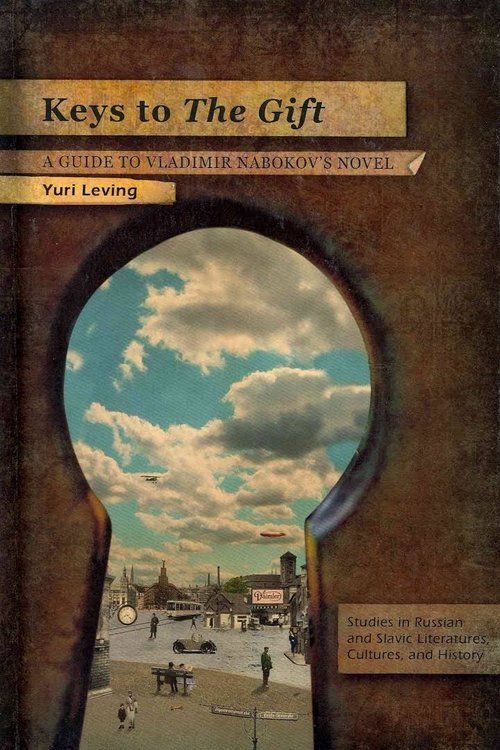 Keys to The Gift
A GUIDE TO VLADIMIR NABOKOV'S NOVEL
Yuri Leving
Daimler
Studies in Russian
and Slavic Literatures,
Cultures, and History